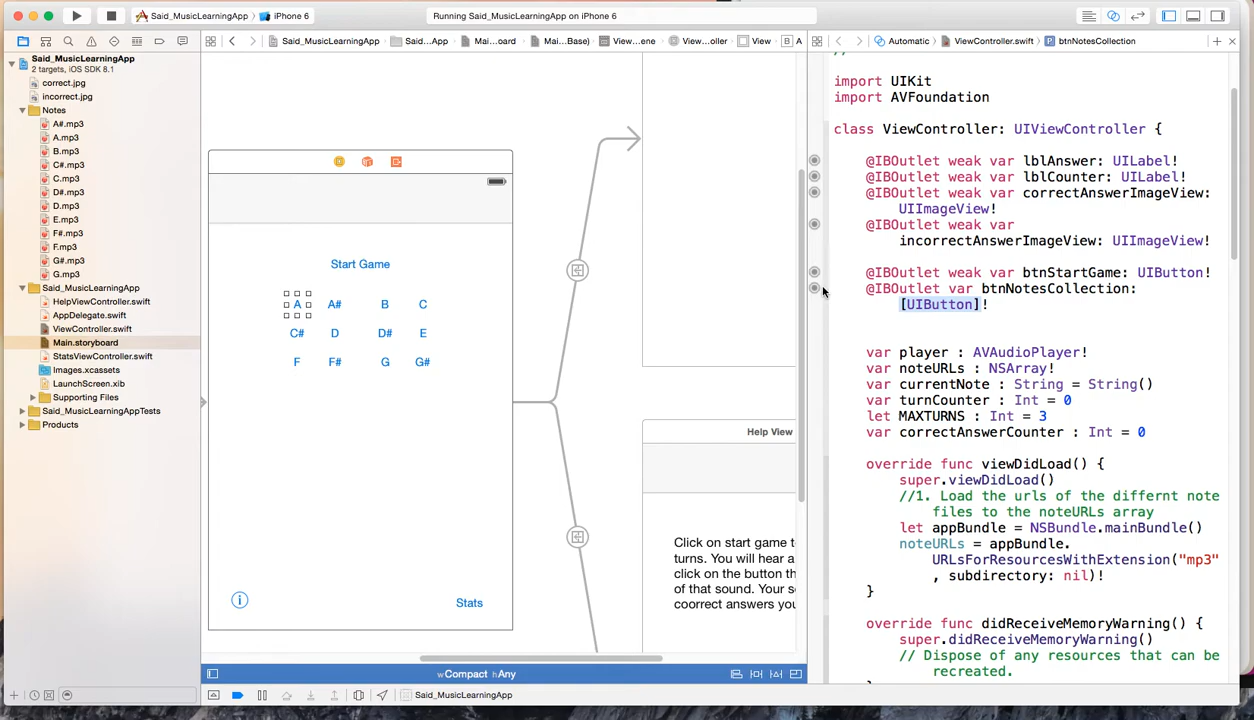 Said_MusicLearningApp iPhone 6
Running Said_MusicLearningApp on iPhone 6
Said_MusicLearningApp Said...App Mai...oard Mai...Base) View...ene View...oller View B A
Automatic ViewController.swift btnNotesCollection
Said_MusicLearningApp
2 targets, iOS SDK 8.1
correct.jpg
incorrect.jpg
Notes
A#.mp3
A.mp3
B.mp3
C#.mp3
C.mp3
D#.mp3
D.mp3
E.mp3
F#.mp3
F.mp3
G#.mp3
G.mp3
Said_MusicLearningApp
HelpViewController.swift
AppDelegate.swift
ViewController.swift
Main.storyboard
StatsViewController.swift
Images.xcassets
LaunchScreen.xib
Supporting Files
Said_MusicLearningAppTests
Products
Start Game
A A# B C
C# D D# E
F F# G G#
i Stats
Help View
Click on start game to
turns. You will hear a
click on the button th
of that sound. Your s
coorrect answers you
wCompact hAny
Said_MusicLearningApp
//
import UIKit
import AVFoundation
class ViewController: UIViewController {
@IBOutlet weak var lblAnswer: UILabel!
@IBOutlet weak var lblCounter: UILabel!
@IBOutlet weak var correctAnswerImageView:
UIImageView!
@IBOutlet weak var
incorrectAnswerImageView: UIImageView!
@IBOutlet weak var btnStartGame: UIButton!
@IBOutlet var btnNotesCollection:
[UIButton]!
var player : AVAudioPlayer!
var noteURLs : NSArray!
var currentNote : String = String()
var turnCounter : Int = 0
let MAXTURNS : Int = 3
var correctAnswerCounter : Int = 0
override func viewDidLoad() {
super.viewDidLoad()
//1. Load the urls of the differnt note
files to the noteURLs array
let appBundle = NSBundle.mainBundle()
noteURLs = appBundle.
URLsForResourcesWithExtension("mp3"
, subdirectory: nil)!
}
override func didReceiveMemoryWarning() {
super.didReceiveMemoryWarning()
// Dispose of any resources that can be
recreated.